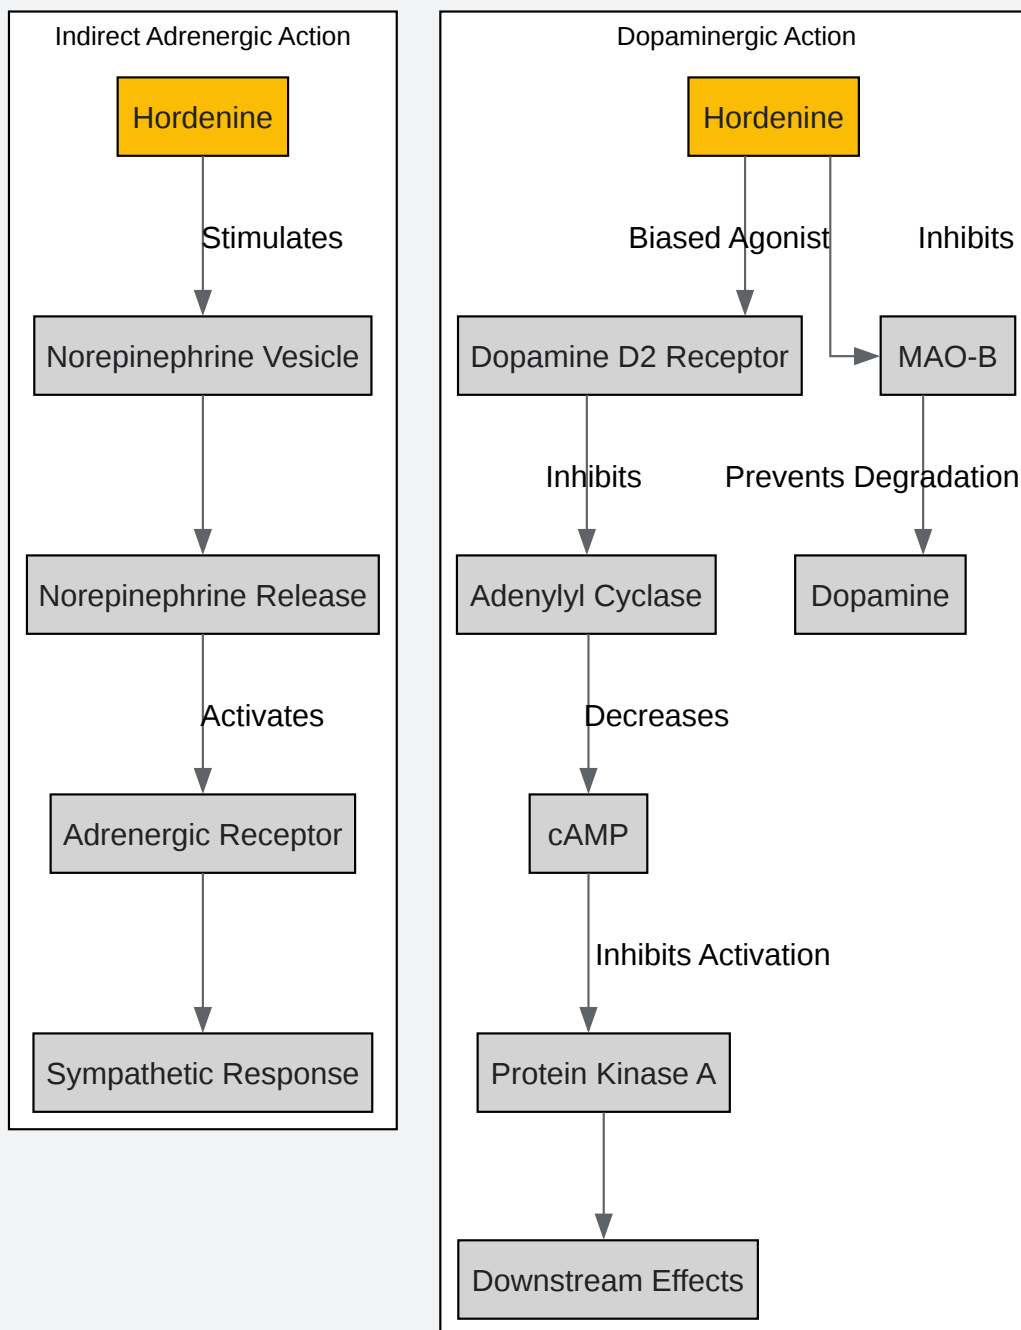 Indirect Adrenergic Action
Hordenine
Stimulates
Norepinephrine Vesicle
Norepinephrine Release
Activates
Adrenergic Receptor
Sympathetic Response
Dopaminergic Action
Hordenine
Biased Agonist
Inhibits
Dopamine D2 Receptor
MAO-B
Inhibits
Prevents Degradation
Adenylyl Cyclase
Dopamine
Decreases
cAMP
Inhibits Activation
Protein Kinase A
Downstream Effects